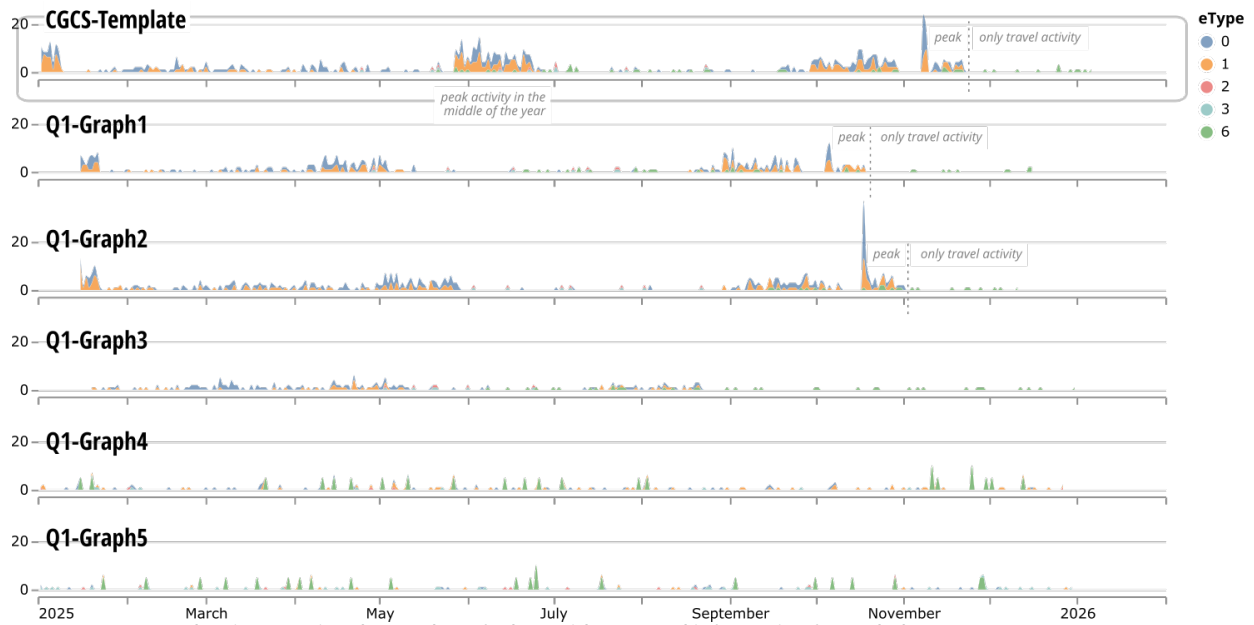 CGCS-Template
20
0
peak
only travel activity
eType
0
1
2
3
6
peak activity in the
middle of the year
Q1-Graph1
20
0
peak
only travel activity
Q1-Graph2
20
0
peak
only travel activity
Q1-Graph3
20
0
Q1-Graph4
20
0
Q1-Graph5
20
0
2025 March May July September November 2026